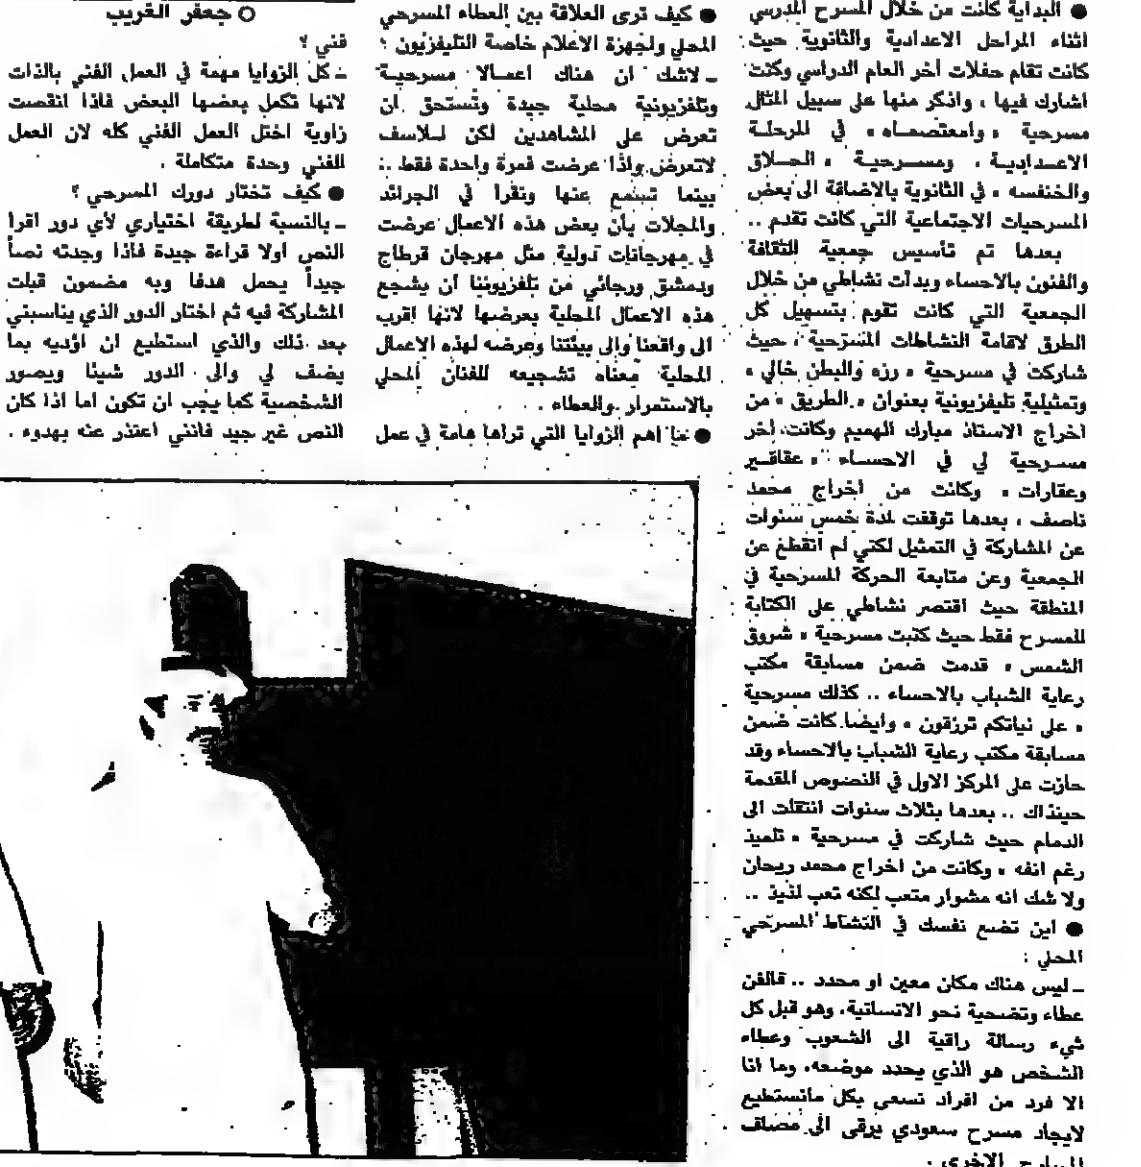 ● البداية كانت من خلال المسرح المدرسي
اثناء المراحل الاعدادية والثانوية حيث
كانت تقام حفلات آخر العام الدراسي وكنت
اشارك فيها ، واذكر منها على سبيل المثال
مسرحية « وامعتصماه » في المرحلة
الاعدادية ، ومسرحية « الحلاق
والخنفسه » في الثانوية بالاضافة الى بعض
المسرحيات الاجتماعية التي كانت تقدم ..
بعدها تم تأسيس جمعية الثقافة
والفنون بالاحساء وبدأت نشاطي من خلال
الجمعية التي كانت تقوم بتسهيل كل
الطرق لاقامة النشاطات المسرحية ، حيث
شاركت في مسرحية « رزه والبطن خالي »
وتمثيلية تليفزيونية بعنوان « الطريق » من
اخراج الاستاذ مبارك الهميم وكانت آخر
مسرحية لي في الاحساء « عقاقير
وعقارات » وكانت من اخراج محمد
ناصف ، بعدها توقفت لمدة خمس سنوات
عن المشاركة في التمثيل لكني لم انقطع عن
الجمعية وعن متابعة الحركة المسرحية في
المنطقة حيث اقتصر نشاطي على الكتابة
للمسرح فقط حيث كتبت مسرحية « شروق
الشمس » قدمت ضمن مسابقة مكتب
رعاية الشباب بالاحساء .. كذلك مسرحية
« على نياتكم ترزقون » وايضا كانت ضمن
مسابقة مكتب رعاية الشباب بالاحساء وقد
حازت على المركز الاول في النصوص المقدمة
حينذاك .. بعدها بثلاث سنوات انتقلت الى
الدمام حيث شاركت في مسرحية « تلميذ
رغم انفه » وكانت من اخراج محمد ريحان
ولا شك انه مشوار متعب لكنه تعب لذيذ ..
● اين تضع نفسك في النشاط المسرحي
المحلي :
ـ ليس هناك مكان معين او محدد .. فالفن
عطاء وتضحية نحو الانسانية، وهو قبل كل
شيء رسالة راقية الى الشعوب وعطاء
الشخص هو الذي يحدد موضعه، وما انا
الا فرد من افراد نسعى بكل مانستطيع
لايجاد مسرح سعودي يرقى الى مصاف
المسارح الاخرى .
● كيف ترى العلاقة بين العطاء المسرحي
المحلي واجهزة الاعلام خاصة التليفزيون ؛
ـ لاشك ان هناك اعمالا مسرحية
وتلفزيونية محلية جيدة وتستحق ان
تعرض على المشاهدين لكن لـلاسف
لاتعرض واذا عرضت فمرة واحدة فقط ..
بينما نسمع عنها ونقرأ في الجرائد
والمجلات بأن بعض هذه الاعمال عرضت
في مهرجانات دولية مثل مهرجان قرطاج
ودمشق ورجائي من تلفزيوننا أن يشجع
هذه الاعمال المحلية بعرضها لانها اقرب
الى واقعنا والى بيئتنا وعرضه لهذه الاعمال
المحلية معناه تشجيعه للفنان المحلي
بالاستمرار والعطاء .
● ما اهم الزوايا التي تراها هامة في عمل
○ جعفر الغريب
فني ؟
ـ كل الزوايا مهمة في العمل الفني بالذات
لانها تكمل بعضها البعض فاذا انقصت
زاوية اختل العمل الفني كله لان العمل
الفني وحدة متكاملة .
● كيف تختار دورك المسرحي ؟
ـ بالنسبة لطريقة اختياري لأي دور اقرا
النص اولا قراءة جيدة فاذا وجدته نصاً
جيداً يحمل هدفا وبه مضمون قبلت
المشاركة فيه ثم اختار الدور الذي يناسبني
بعد ذلك والذي استطيع ان اؤديه بما
يضف لي والى الدور شيئا ويصور
الشخصية كما يجب ان تكون اما اذا كان
النص غير جيد فانني اعتذر عنه بهدوء .